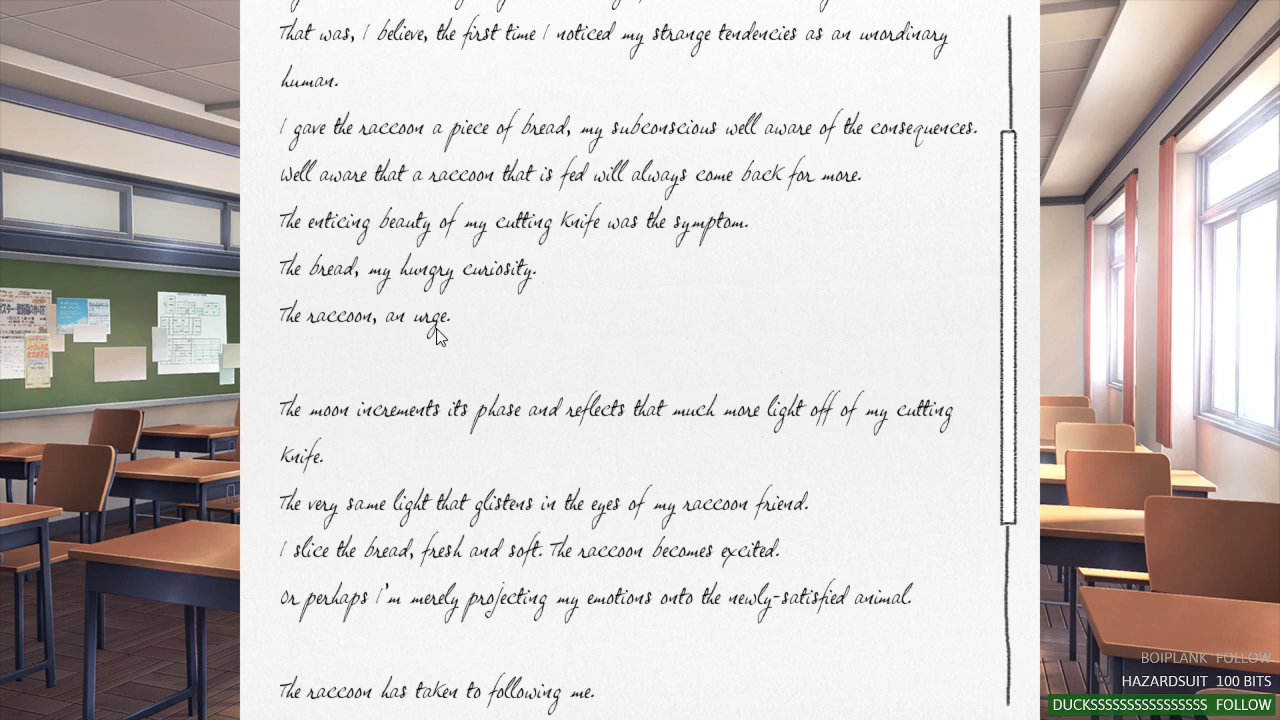 That was, I believe, the first time I noticed my strange tendencies as an unordinary
human.
I gave the raccoon a piece of bread, my subconscious well aware of the consequences.
Well aware that a raccoon that is fed will always come back for more.
The enticing beauty of my cutting knife was the symptom.
The bread, my hungry curiosity.
The raccoon, an urge.
The moon increments its phase and reflects that much more light off of my cutting
knife.
The very same light that glistens in the eyes of my raccoon friend.
I slice the bread, fresh and soft. The raccoon becomes excited.
Or perhaps I'm merely projecting my emotions onto the newly-satisfied animal.
The raccoon has taken to following me.
BOIPLANK FOLLOW
HAZARDSUIT 100 BITS
DUCKSSSSSSSSSSSSSSSSS FOLLOW